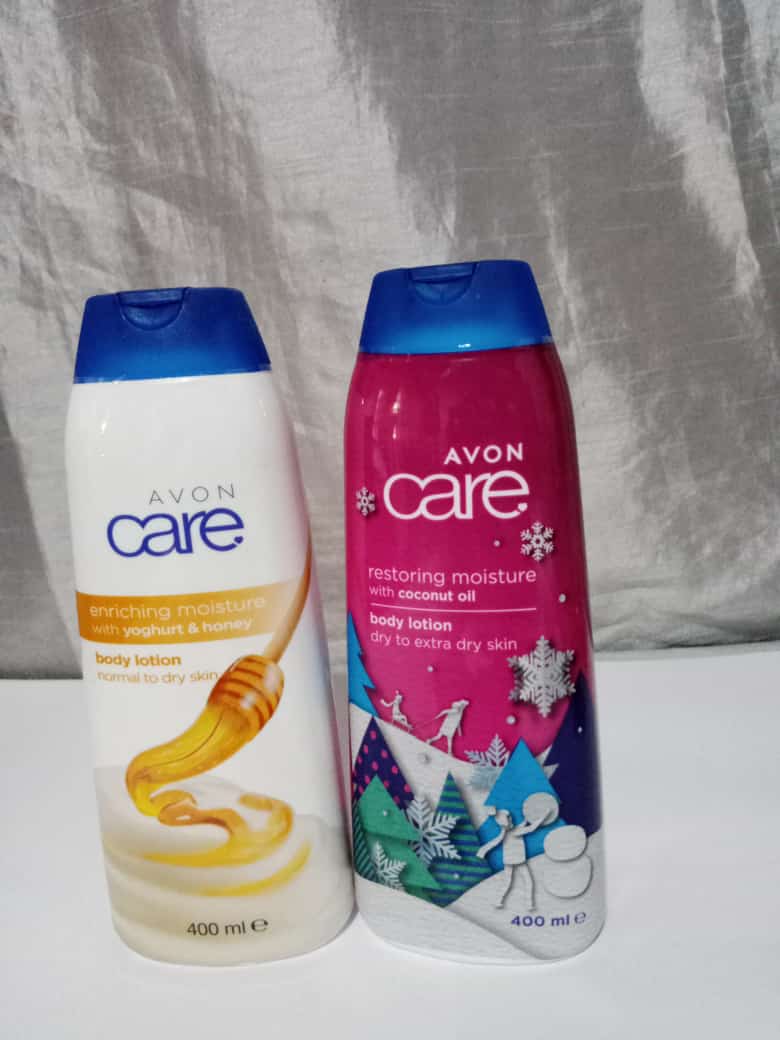 AVON
care
enriching moisture
with yoghurt & honey
body lotion
normal to dry skin
400 ml e
AVON
care
restoring moisture
with coconut oil
body lotion
dry to extra dry skin
400 ml e